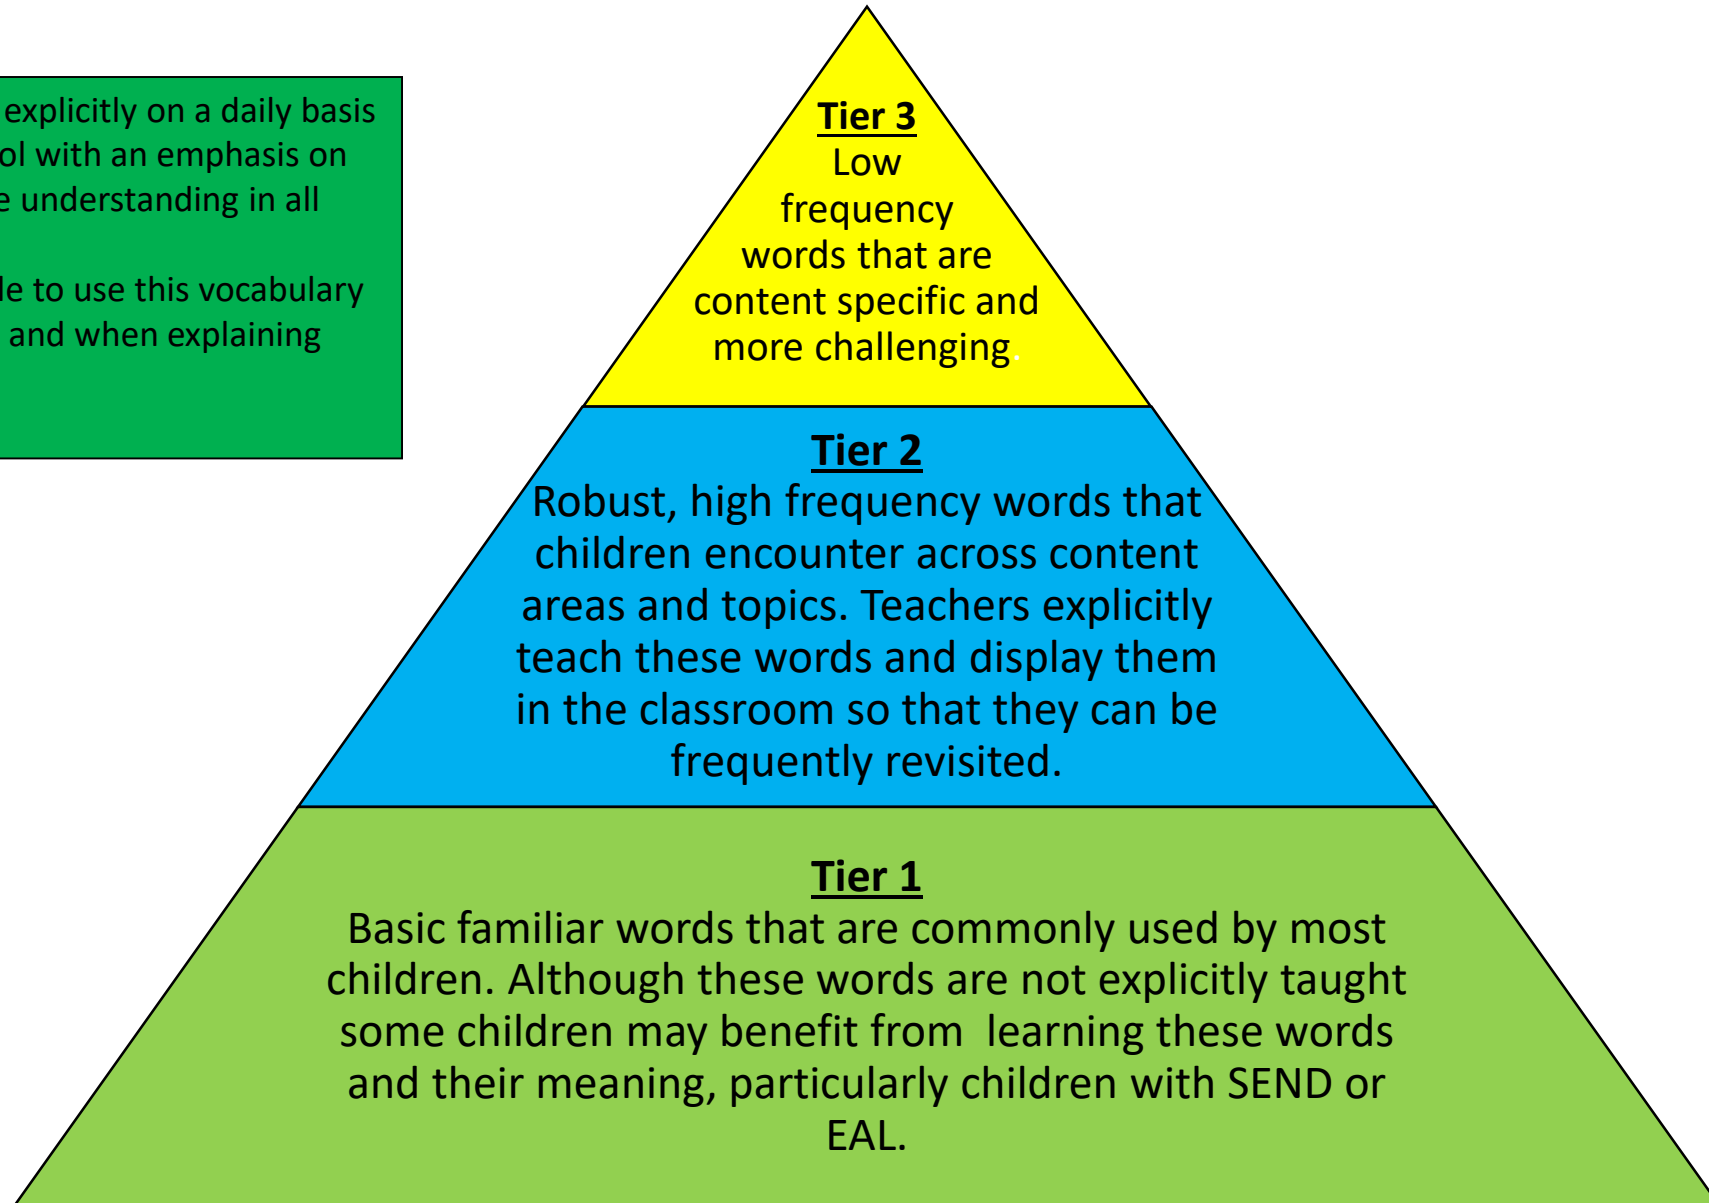 explicitly on a daily basis
ol with an emphasis on
e understanding in all
le to use this vocabulary
and when explaining
Tier 3
Low
frequency
words that are
content specific and
more challenging.
Tier 2
Robust, high frequency words that
children encounter across content
areas and topics. Teachers explicitly
teach these words and display them
in the classroom so that they can be
frequently revisited.
Tier 1
Basic familiar words that are commonly used by most
children. Although these words are not explicitly taught
some children may benefit from learning these words
and their meaning, particularly children with SEND or
EAL.